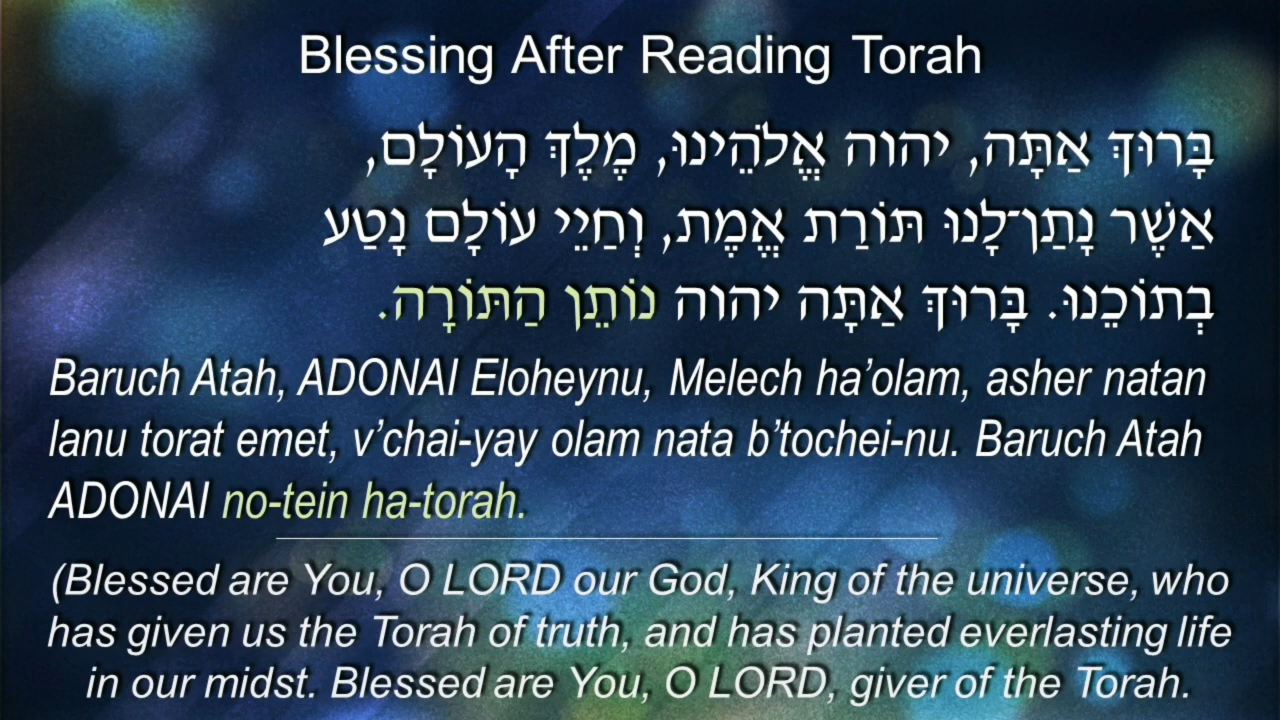 Blessing After Reading Torah
בָּרוּךְ אַתָּה, יהוה אֱלֹהֵינוּ, מֶלֶךְ הָעוֹלָם,
אַשֶׁר נָתַן־לָנוּ תּוֹרַת אֱמֶת, וְחַיֵּי עוֹלָם נָטַע
בְּתוֹכֵנוּ. בָּרוּךְ אַתָּה יהוה נוֹתֵן הַתּוֹרָה.
Baruch Atah, ADONAI Eloheynu, Melech ha’olam, asher natan
lanu torat emet, v’chai-yay olam nata b’tochei-nu. Baruch Atah
ADONAI no-tein ha-torah.
(Blessed are You, O LORD our God, King of the universe, who
has given us the Torah of truth, and has planted everlasting life
in our midst. Blessed are You, O LORD, giver of the Torah.